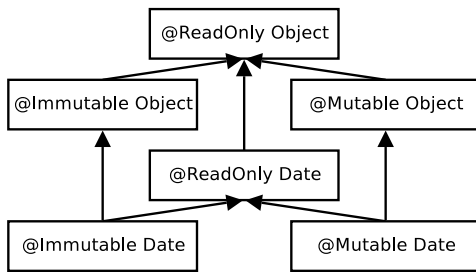 @ReadOnly Object
@Immutable Object
@Mutable Object
@ReadOnly Date
@Immutable Date
@Mutable Date